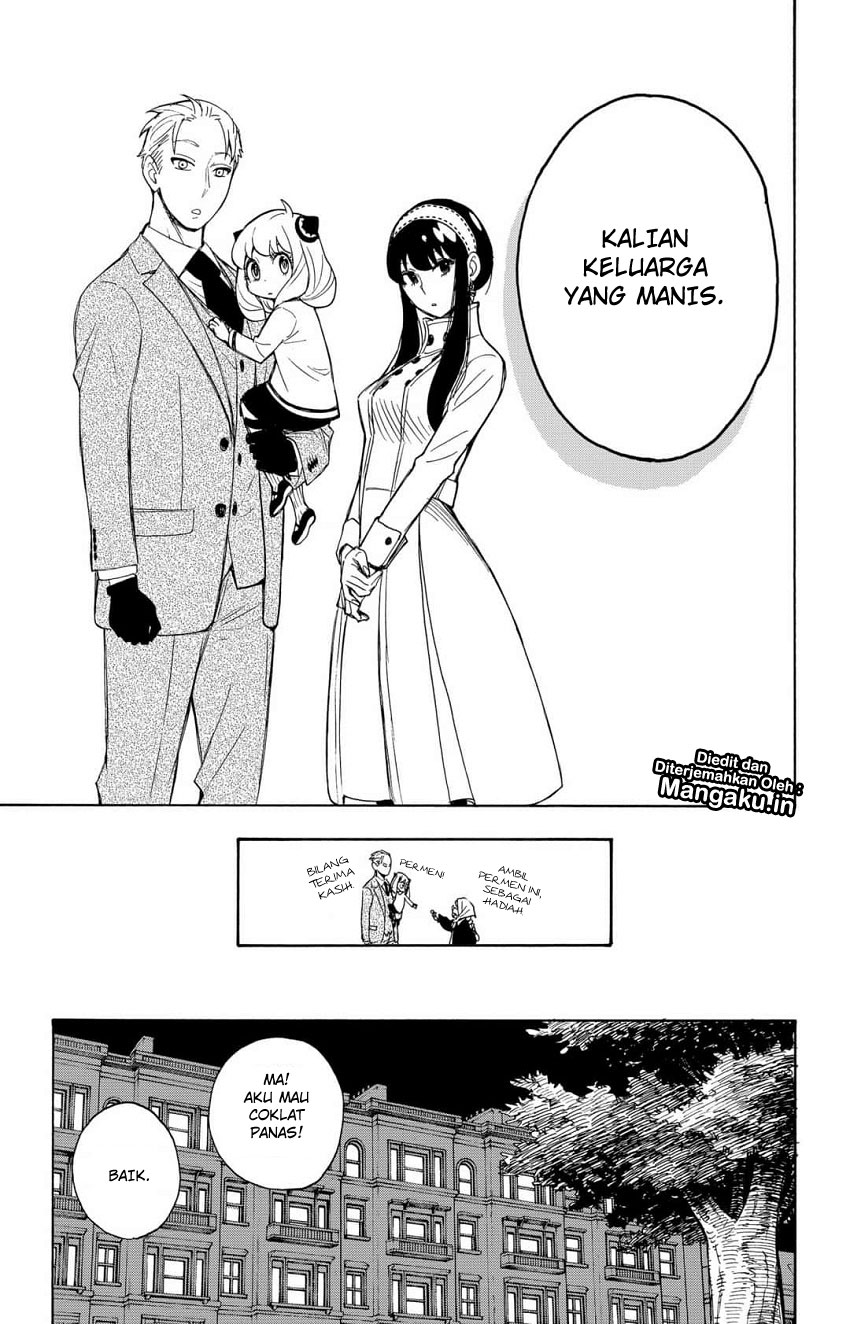 KALIAN
KELUARGA
YANG MANIS.
Diedit dan
Diterjemahkan Oleh :
Mangaku.in
AMBIL
PERMEN INI,
SEBAGAI
HADIAH.
PERMEN!
BILANG
TERIMA
KASIH.
MA!
AKU MAU
COKLAT
PANAS!
BAIK.